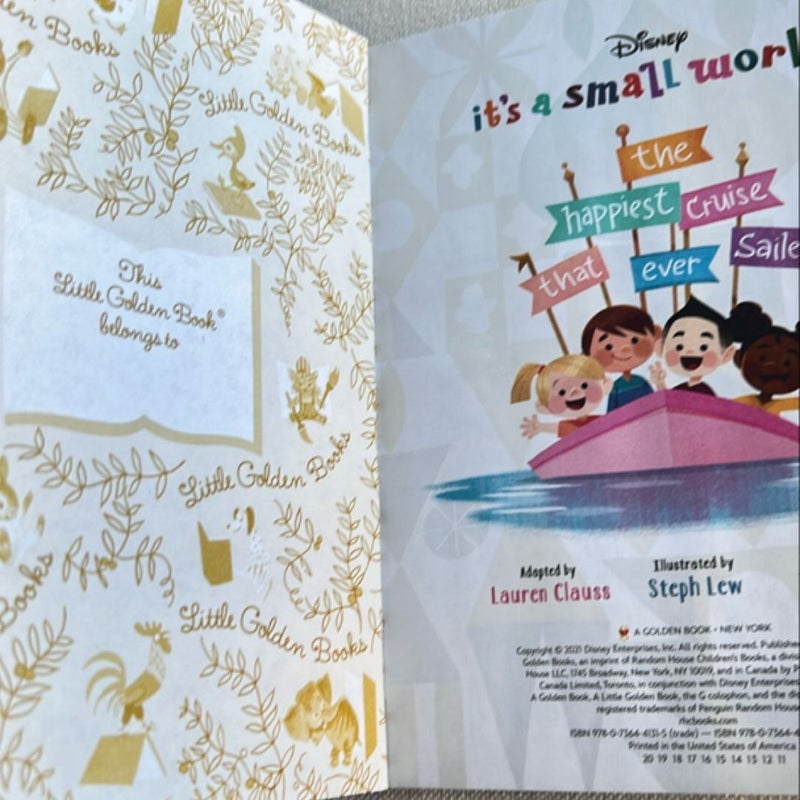 en Books
Little Golden Books
This
Little Golden Book®
belongs to
Little Golden Books
Books
Little Golden Books
Disney
it's a small worl
the
happiest
cruise
that
ever
Saile
Adapted by
Lauren Clauss
Illustrated by
Steph Lew
A GOLDEN BOOK • NEW YORK
Copyright © 2021 Disney Enterprises, Inc. All rights reserved. Publishe
Golden Books, an imprint of Random House Children's Books, a divi
House LLC, 1745 Broadway, New York, NY 10019, and in Canada by P
Canada Limited, Toronto, in conjunction with Disney Enterprises
A Golden Book, A Little Golden Book, the G colophon, and the di
registered trademarks of Penguin Random House
rhcbooks.com
ISBN 978-0-7364-4131-5 (trade) — ISBN 978-0-7364-4
Printed in the United States of America
20 19 18 17 16 15 14 13 12 11